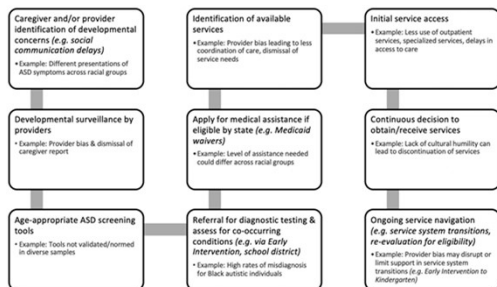 Caregiver and/or provider
identification of developmental
concerns (e.g. social
communication delays)
• Example: Different presentations of
ASD symptoms across racial groups
Developmental surveillance by
providers
• Example: Provider bias & dismissal of
caregiver report
Age-appropriate ASD screening
tools
• Example: Tools not validated/normed
in diverse samples
Referral for diagnostic testing &
assess for co-occurring
conditions (e.g. via Early
Intervention, school district)
• Example: High rates of misdiagnosis
for Black autistic individuals
Apply for medical assistance if
eligible by state (e.g. Medicaid
waivers)
• Example: Level of assistance needed
could differ across racial groups
Identification of available
services
• Example: Provider bias leading to less
coordination of care, dismissal of
service needs
Initial service access
• Example: Less use of outpatient
services, specialized services, delays in
access to care
Continuous decision to
obtain/receive services
• Example: Lack of cultural humility can
lead to discontinuation of services
Ongoing service navigation
(e.g. service system transitions,
re-evaluation for eligibility)
• Example: Provider bias may disrupt or
limit support in service system
transitions (e.g. Early Intervention to
Kindergarten)